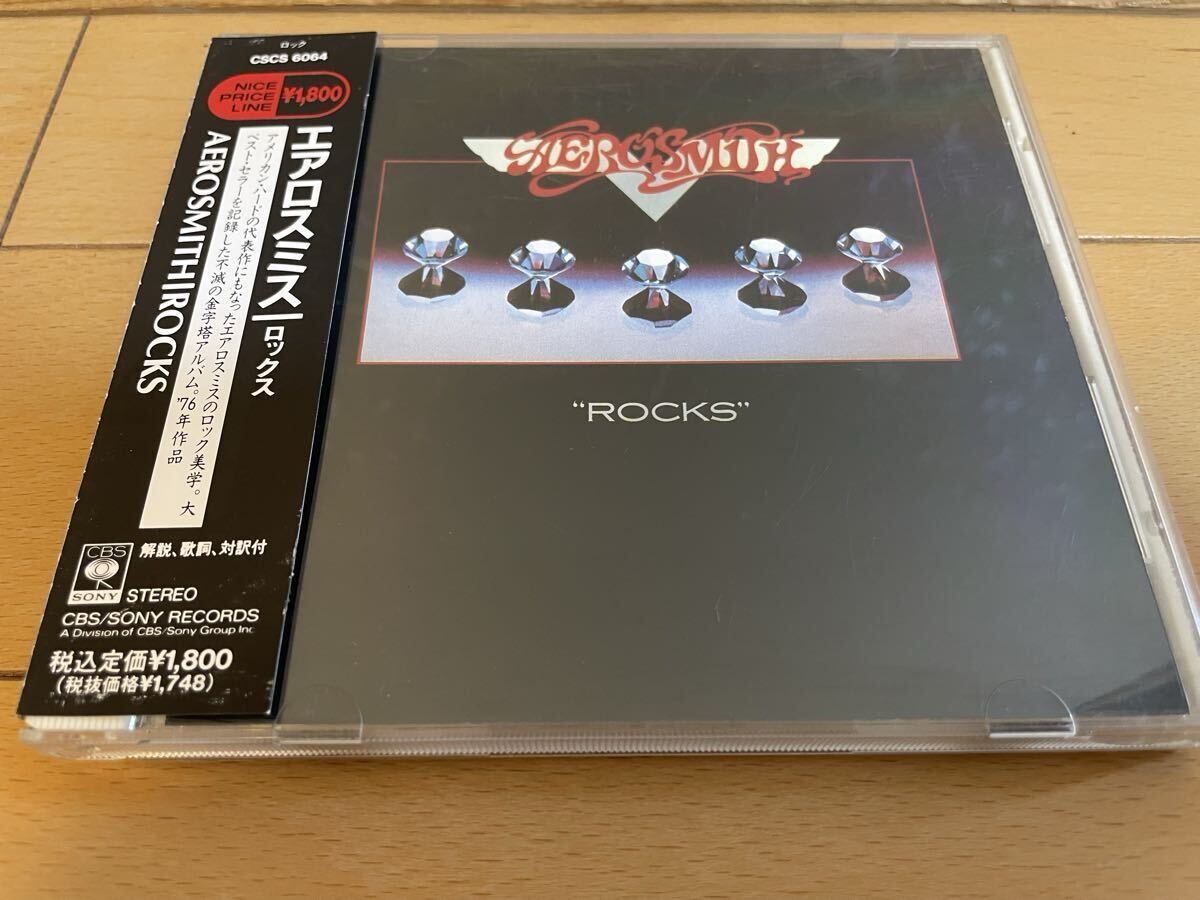 ロック
CSCS 6064
NICE
PRICE
LINE
¥1,800
エアロスミス/ロックス
アメリカン・ハードの代表作にもなったエアロスミスのロック美学。大
ベスト・セラーを記録した不滅の金字塔アルバム。'76年作品
AEROSMITH/ROCKS
CBS
SONY
解説、歌詞、対訳付
STEREO
CBS/SONY RECORDS
A Division of CBS/Sony Group Inc
税込定価¥1,800
(税抜価格¥1,748)
AEROSMITH
“ROCKS”